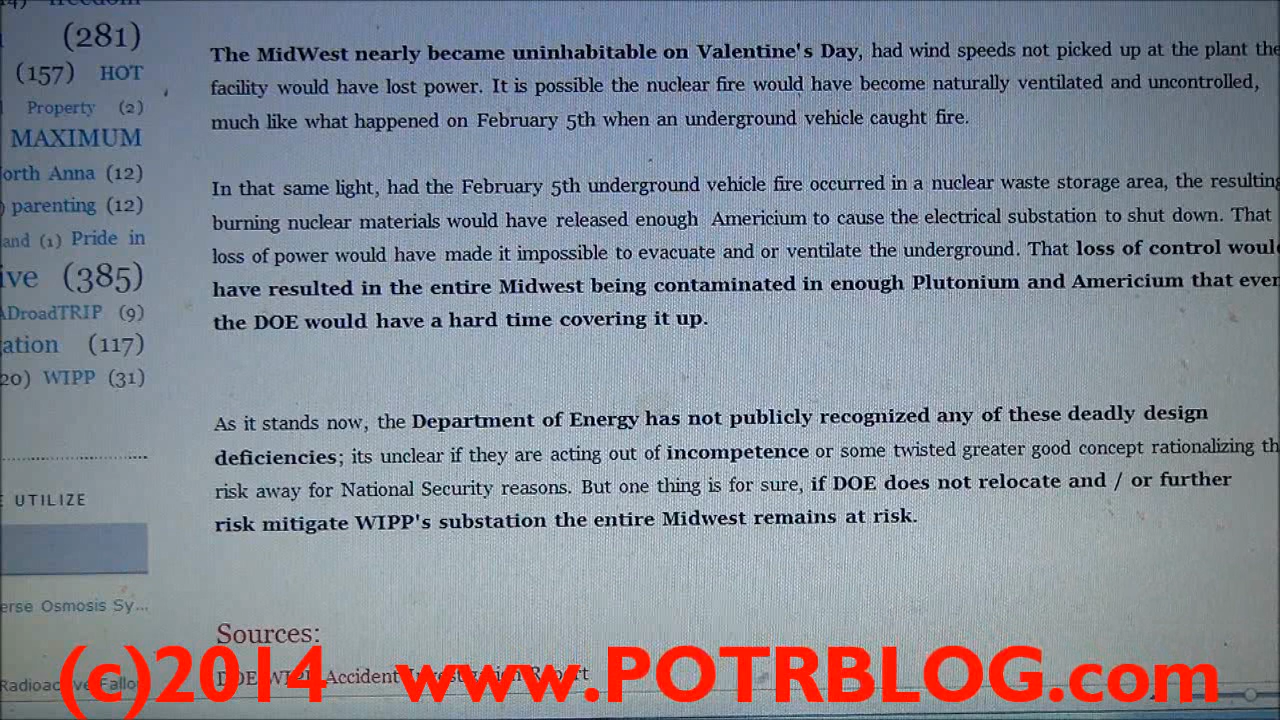 freedom
(281)
(157) HOT
Property (2)
MAXIMUM
orth Anna (12)
) parenting (12)
and (1) Pride in
ive (385)
ADroadTRIP (9)
ation (117)
20) WIPP (31)
E UTILIZE
erse Osmosis Sy...
Radioactive Fallo
The MidWest nearly became uninhabitable on Valentine's Day, had wind speeds not picked up at the plant the
facility would have lost power. It is possible the nuclear fire would have become naturally ventilated and uncontrolled,
much like what happened on February 5th when an underground vehicle caught fire.
In that same light, had the February 5th underground vehicle fire occurred in a nuclear waste storage area, the resulting
burning nuclear materials would have released enough Americium to cause the electrical substation to shut down. That
loss of power would have made it impossible to evacuate and or ventilate the underground. That loss of control would
have resulted in the entire Midwest being contaminated in enough Plutonium and Americium that even
the DOE would have a hard time covering it up.
As it stands now, the Department of Energy has not publicly recognized any of these deadly design
deficiencies; its unclear if they are acting out of incompetence or some twisted greater good concept rationalizing th
risk away for National Security reasons. But one thing is for sure, if DOE does not relocate and / or further
risk mitigate WIPP's substation the entire Midwest remains at risk.
Sources:
DOE WIPP Accident Investigation Report
(c)2014 www.POTRBLOG.com